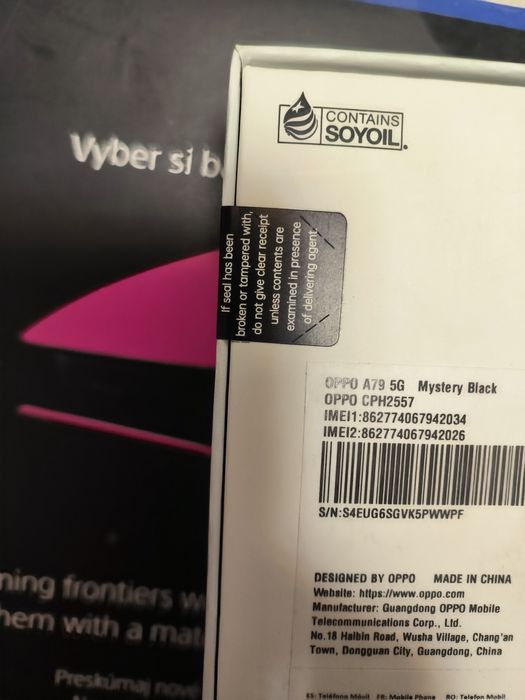 CONTAINS
SOYOIL.
Vyber si
If seal has been
broken or tampered with,
do not give clear receipt
unless contents are
examined in presence
of delivering agent.
OPPO A79 5G Mystery Black
OPPO CPH2557
IMEI1:862774067942034
IMEI2:862774067942026
S/N:S4EUG6SGVK5PWWPF
DESIGNED BY OPPO MADE IN CHINA
Website: https://www.oppo.com
Manufacturer: Guangdong OPPO Mobile
Telecommunications Corp., Ltd.
No.18 Haibin Road, Wusha Village, Chang'an
Town, Dongguan City, Guangdong, China
ES: Teléfono Móvil FR: Mobile Phone RO: Telefon Mobil
ning frontiers w
hem with a mat
Preskúmaj nov